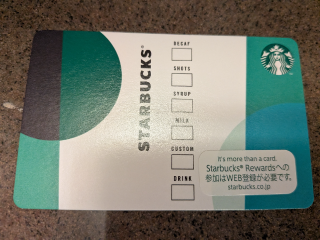 STARBUCKS®
DECAF
SHOTS
SYRUP
MILK
CUSTOM
DRINK
It's more than a card.
Starbucks® Rewardsへの
参加はWEB登録が必要です。
starbucks.co.jp